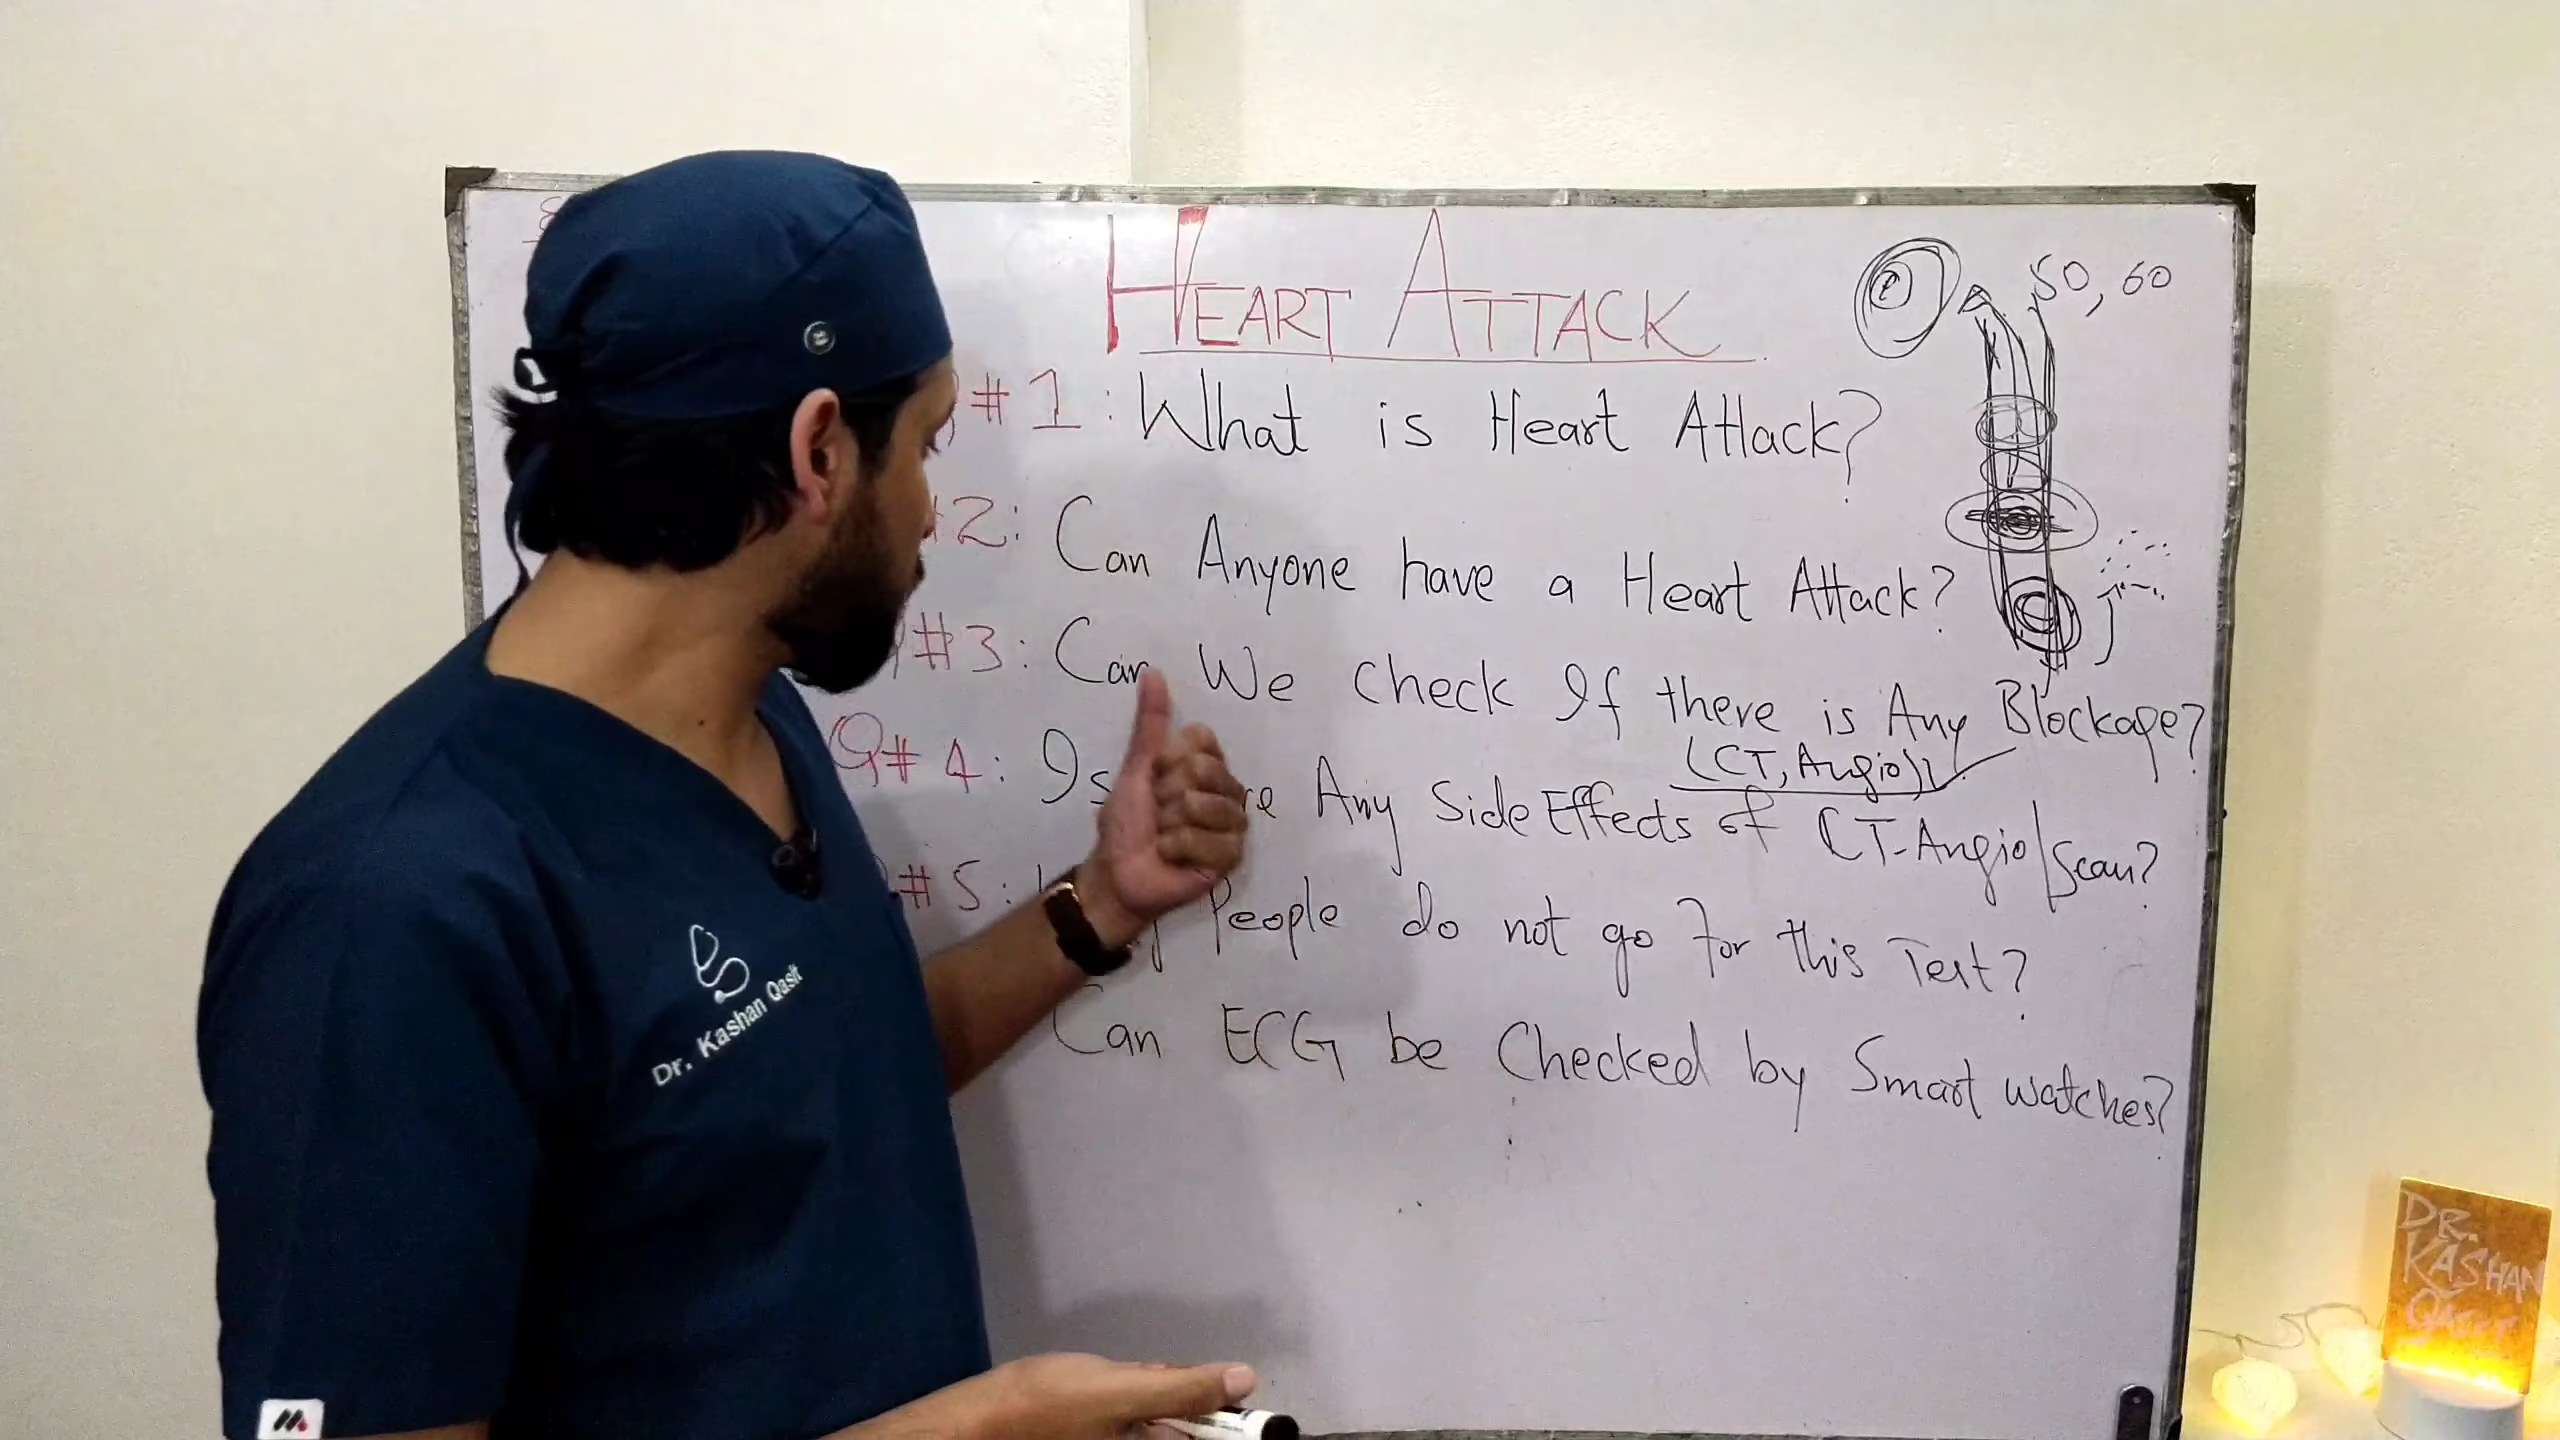 HEART ATTACK
50, 60
#1: What is Heart Attack?
#2: Can Anyone have a Heart Attack?
#3: Can We Check If there is Any Blockage?
(CT, Angio)
Q#4: Is Any Side Effects of CT-Angio/Scan?
#5: People do not go For this Test?
Can ECG be Checked by Smart Watches?
Dr. Kashan Qasit
DR.
KASHAN